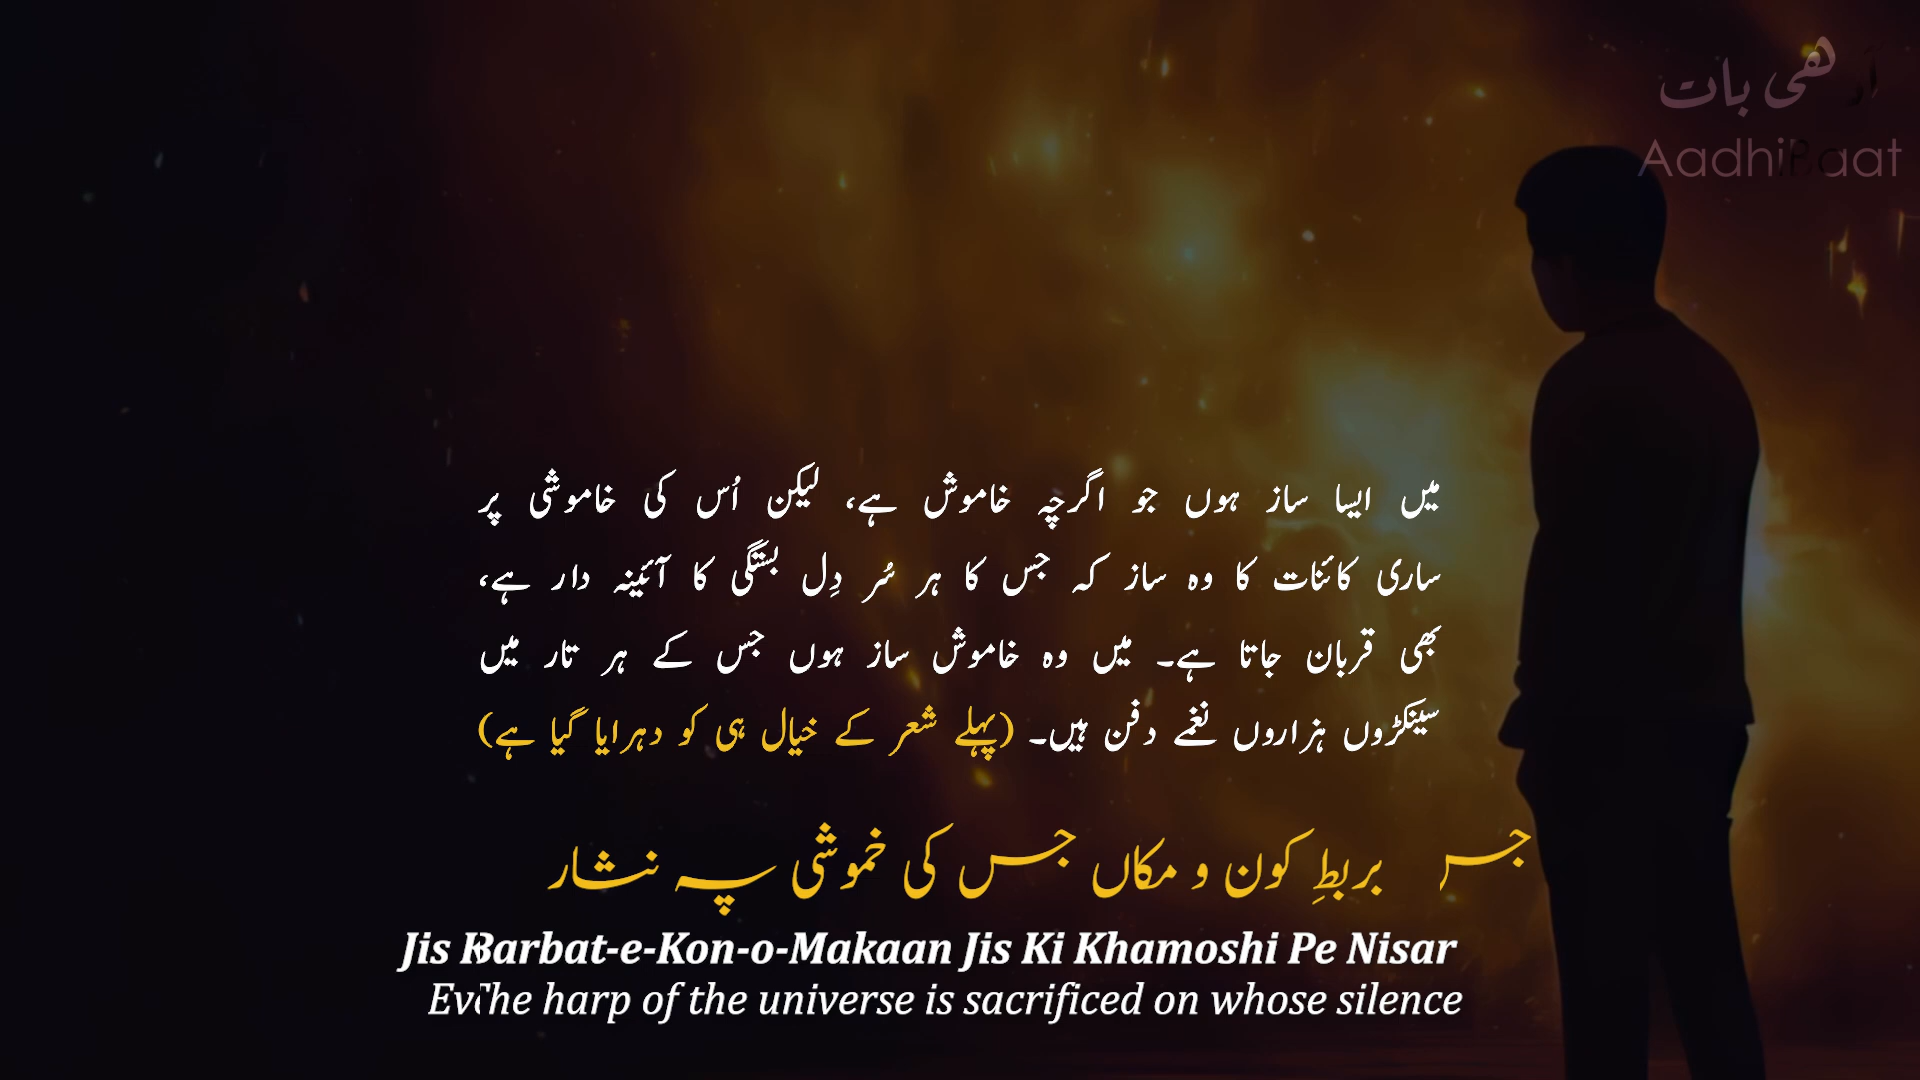 آدھی بات
AadhiBaat
میں ایسا ساز ہوں جو اگرچہ خاموش ہے، لیکن اُس کی خاموشی پر
ساری کائنات کا وہ ساز کہ جس کا ہر سُر دِل بستگی کا آئینہ دار ہے،
بھی قربان جاتا ہے۔ میں وہ خاموش ساز ہوں جس کے ہر تار میں
سینکڑوں ہزاروں نغمے دفن ہیں۔ (پہلے شعر کے خیال ہی کو دہرایا گیا ہے)
جس بربطِ کون و مکاں جس کی خموشی پہ نثار
Jis Barbat-e-Kon-o-Makaan Jis Ki Khamoshi Pe Nisar
The harp of the universe is sacrificed on whose silence